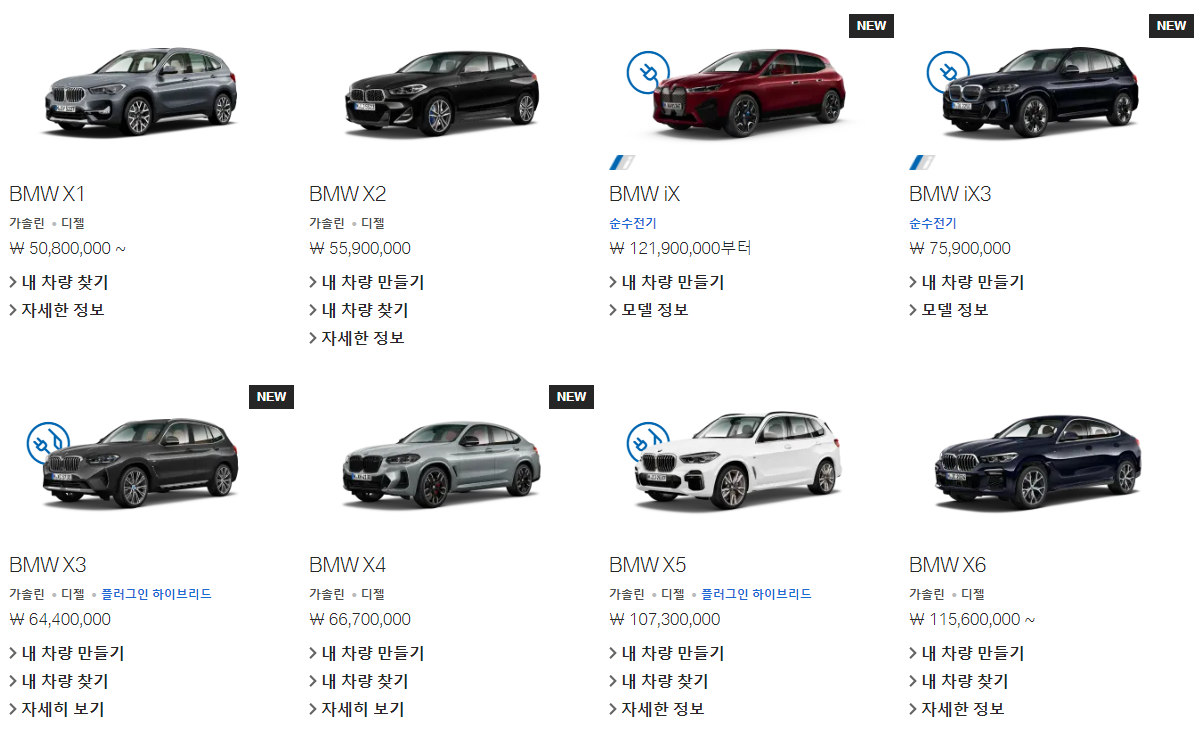 NEW
NEW
BMW X1
가솔린 • 디젤
₩ 50,800,000 ~
내 차량 찾기
자세한 정보
BMW X2
가솔린 • 디젤
₩ 55,900,000
내 차량 만들기
내 차량 찾기
자세한 정보
BMW iX
순수전기
₩ 121,900,000부터
내 차량 만들기
모델 정보
BMW iX3
순수전기
₩ 75,900,000
내 차량 만들기
모델 정보
NEW
NEW
BMW X3
가솔린 • 디젤 • 플러그인 하이브리드
₩ 64,400,000
내 차량 만들기
내 차량 찾기
자세히 보기
BMW X4
가솔린 • 디젤
₩ 66,700,000
내 차량 만들기
내 차량 찾기
자세히 보기
BMW X5
가솔린 • 디젤 • 플러그인 하이브리드
₩ 107,300,000
내 차량 만들기
내 차량 찾기
자세한 정보
BMW X6
가솔린 • 디젤
₩ 115,600,000 ~
내 차량 만들기
내 차량 찾기
자세한 정보